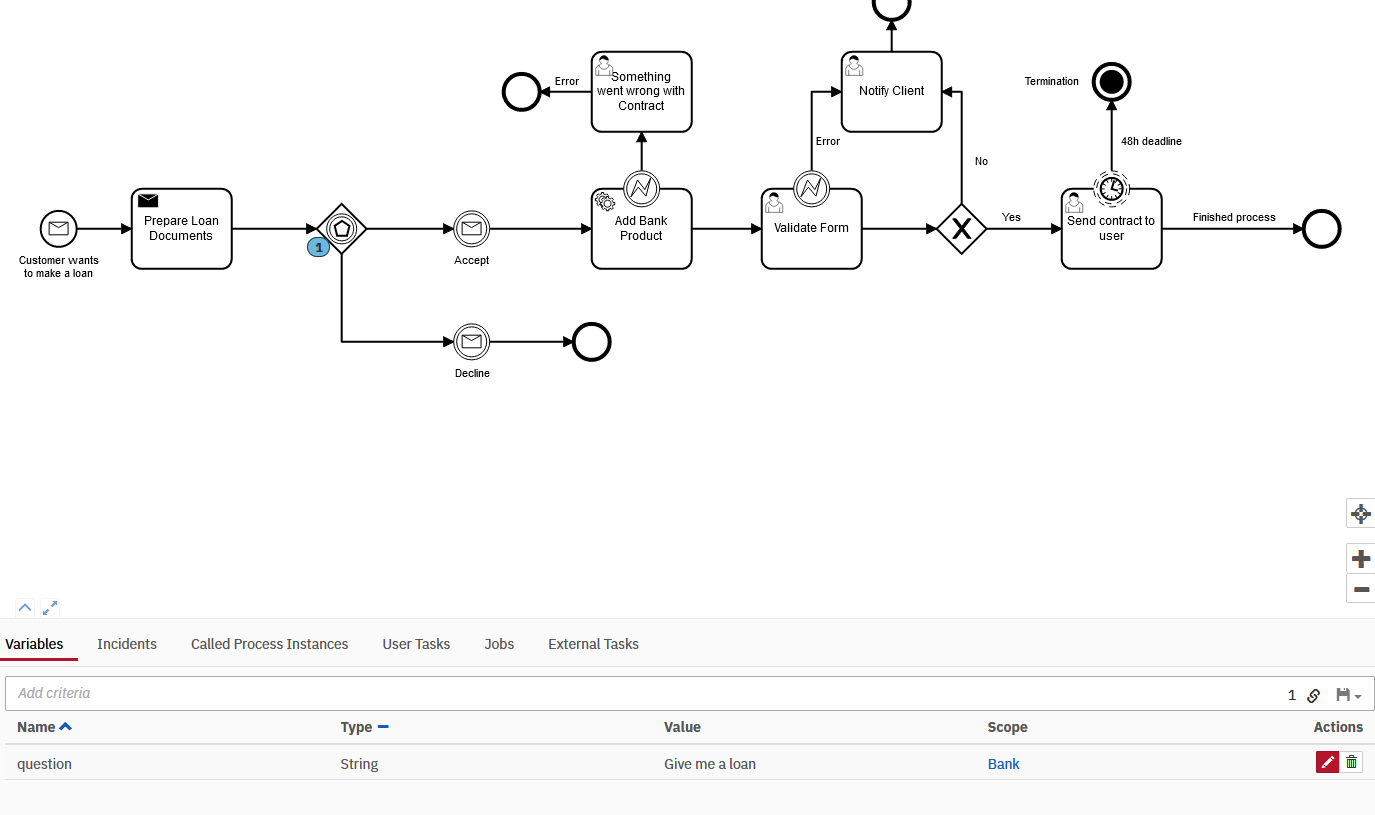 Something
went wrong with
Contract
Error
Notify Client
Termination
48h deadline
Error
No
Customer wants
to make a loan
Prepare Loan
Documents
1
Accept
Add Bank
Product
Validate Form
Yes
Send contract to
user
Finished process
Decline
Variables Incidents Called Process Instances User Tasks Jobs External Tasks
Add criteria 1
Name Type Value Scope Actions
question String Give me a loan Bank